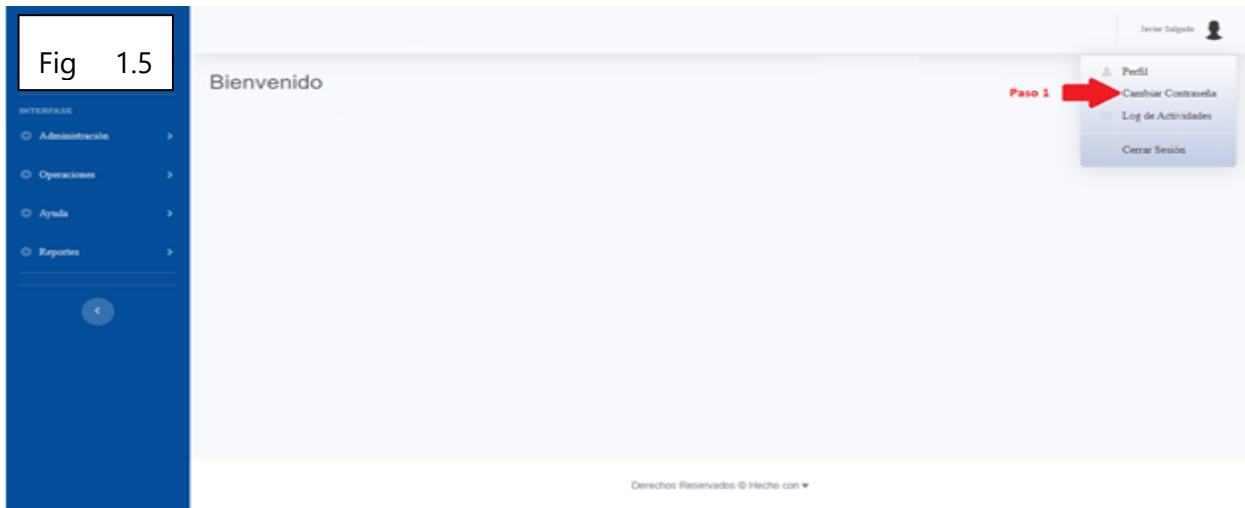 Fig 1.5
Javier Salgado
Bienvenido
Perfil
Paso 1
Cambiar Contraseña
Log de Actividades
Cerrar Sesión
INTERFASE
Administración
Operaciones
Ayuda
Reportes
Derechos Reservados © Hecho con ♥